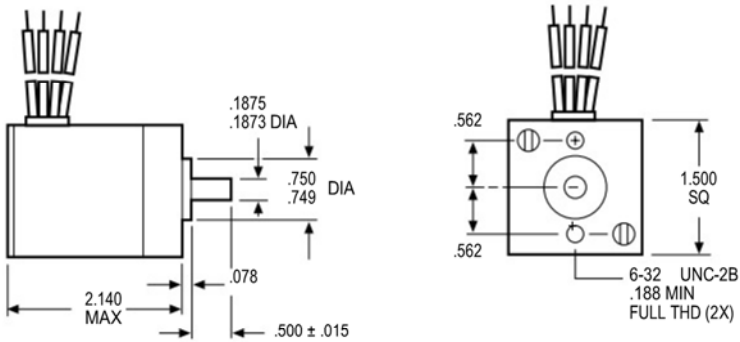 .1875
.1873 DIA
.750
.749 DIA
.078
2.140
MAX
.500 ± .015
.562
.562
1.500
SQ
6-32 UNC-2B
.188 MIN
FULL THD (2X)